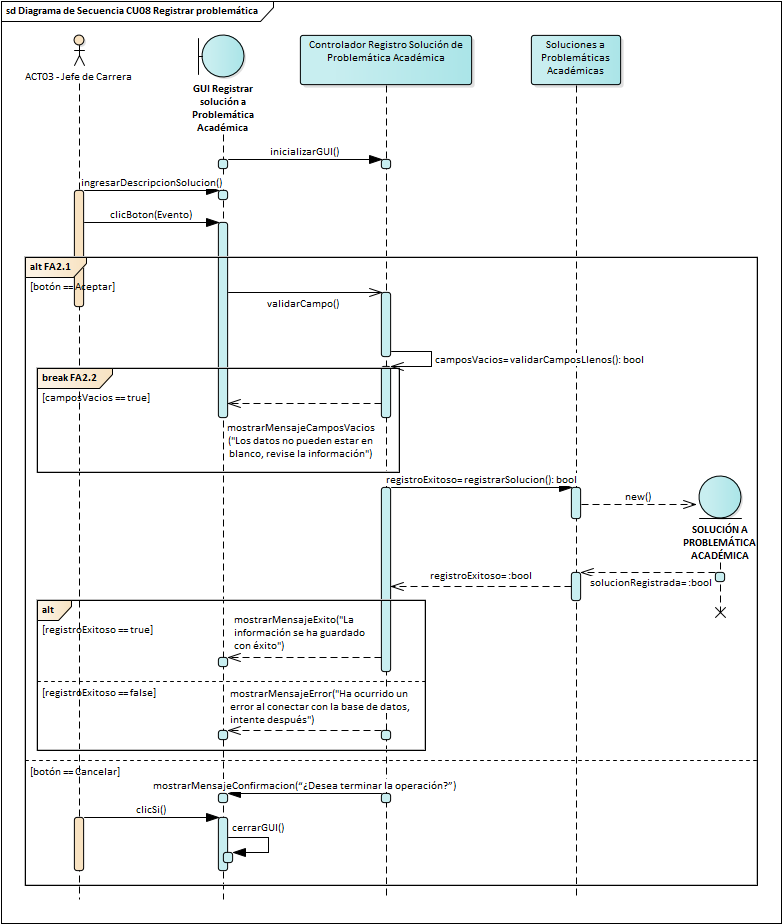 sd Diagrama de Secuencia CU08 Registrar problemática
ACT03 - Jefe de Carrera
GUI Registrar
solución a
Problemática
Académica
Controlador Registro Solución de
Problemática Académica
Soluciones a
Problemáticas
Académicas
inicializarGUI()
ingresarDescripcionSolucion()
clicBoton(Evento)
alt FA2.1
[botón ==Aceptar]
validarCampo()
camposVacios= validarCamposLlenos(): bool
break FA2.2
[camposVacios ==true]
mostrarMensajeCamposVacios
("Los datos no pueden estar en
blanco, revise la información")
registroExitoso= registrarSolucion(): bool
new()
SOLUCIÓN A
PROBLEMÁTICA
ACADÉMICA
registroExitoso= :bool
solucionRegistrada= :bool
alt
[registroExitoso ==true]
mostrarMensajeExito("La
información se ha guardado
con éxito")
[registroExitoso ==false]
mostrarMensajeError("Ha ocurrido un
error al conectar con la base de datos,
intente después")
[botón ==Cancelar]
mostrarMensajeConfirmacion(“¿Desea terminar la operación?”)
clicSi()
cerrarGUI()